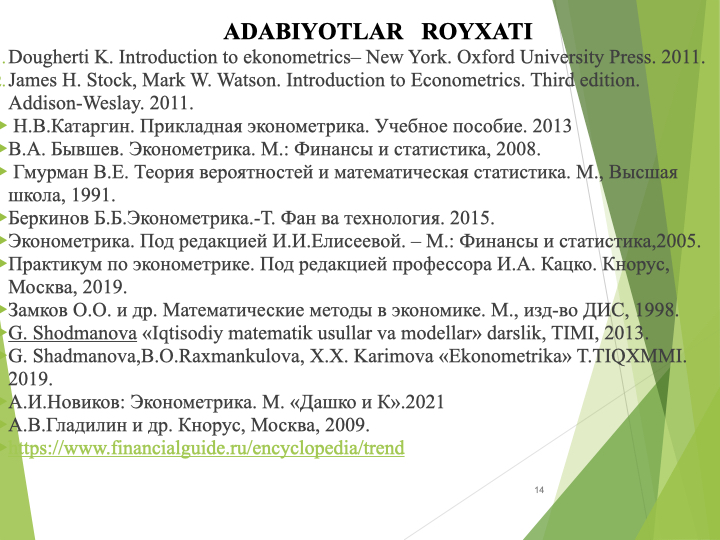 ADABIYOTLAR ROYXATI
Dougherti K. Introduction to ekonometrics– New York. Oxford University Press. 2011.
James H. Stock, Mark W. Watson. Introduction to Econometrics. Third edition.
Addison-Weslay. 2011.
Н.В.Катаргин. Прикладная эконометрика. Учебное пособие. 2013
В.А. Бывшев. Эконометрика. М.: Финансы и статистика, 2008.
Гмурман В.Е. Теория вероятностей и математическая статистика. М., Высшая
школа, 1991.
Беркинов Б.Б.Эконометрика.-Т. Фан ва технология. 2015.
Эконометрика. Под редакцией И.И.Елисеевой. – М.: Финансы и статистика,2005.
Практикум по эконометрике. Под редакцией профессора И.А. Кацко. Кнорус,
Москва, 2019.
Замков О.О. и др. Математические методы в экономике. М., изд-во ДИС, 1998.
G. Shodmanova «Iqtisodiy matematik usullar va modellar» darslik, TIMI, 2013.
G. Shadmanova,B.O.Raxmankulova, X.X. Karimova «Ekonometrika» T.TIQXMMI.
2019.
А.И.Новиков: Эконометрика. М. «Дашко и К».2021
А.В.Гладилин и др. Кнорус, Москва, 2009.
https://www.financialguide.ru/encyclopedia/trend
14